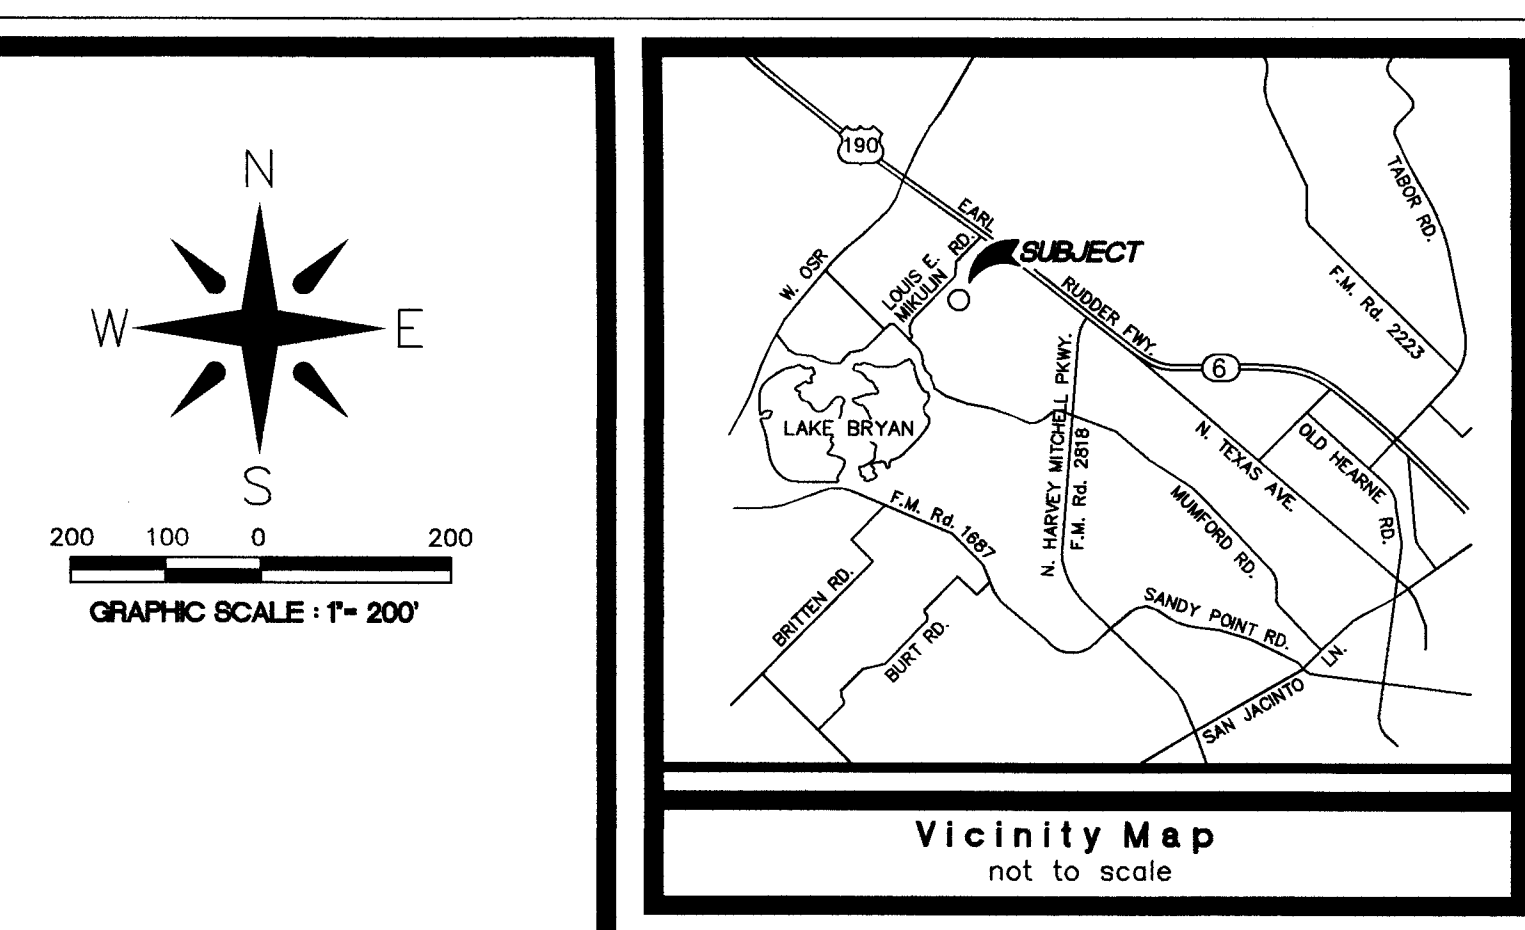 N
W E
S
200 100 0 200
GRAPHIC SCALE : 1"= 200'
190
EARL
SUBJECT
LOUIS E. RD.
MIKULIN
W. OSR
RUDDER FWY.
TABOR RD.
F.M. Rd. 2223
6
LAKE BRYAN
N. HARVEY MITCHELL PKWY.
F.M. Rd. 2818
N. TEXAS AVE.
OLD HEARNE RD.
MUMFORD RD.
F.M. Rd. 1687
BRITTEN RD.
BURT RD.
SANDY POINT RD.
SAN JACINTO LN.
Vicinity Map
not to scale